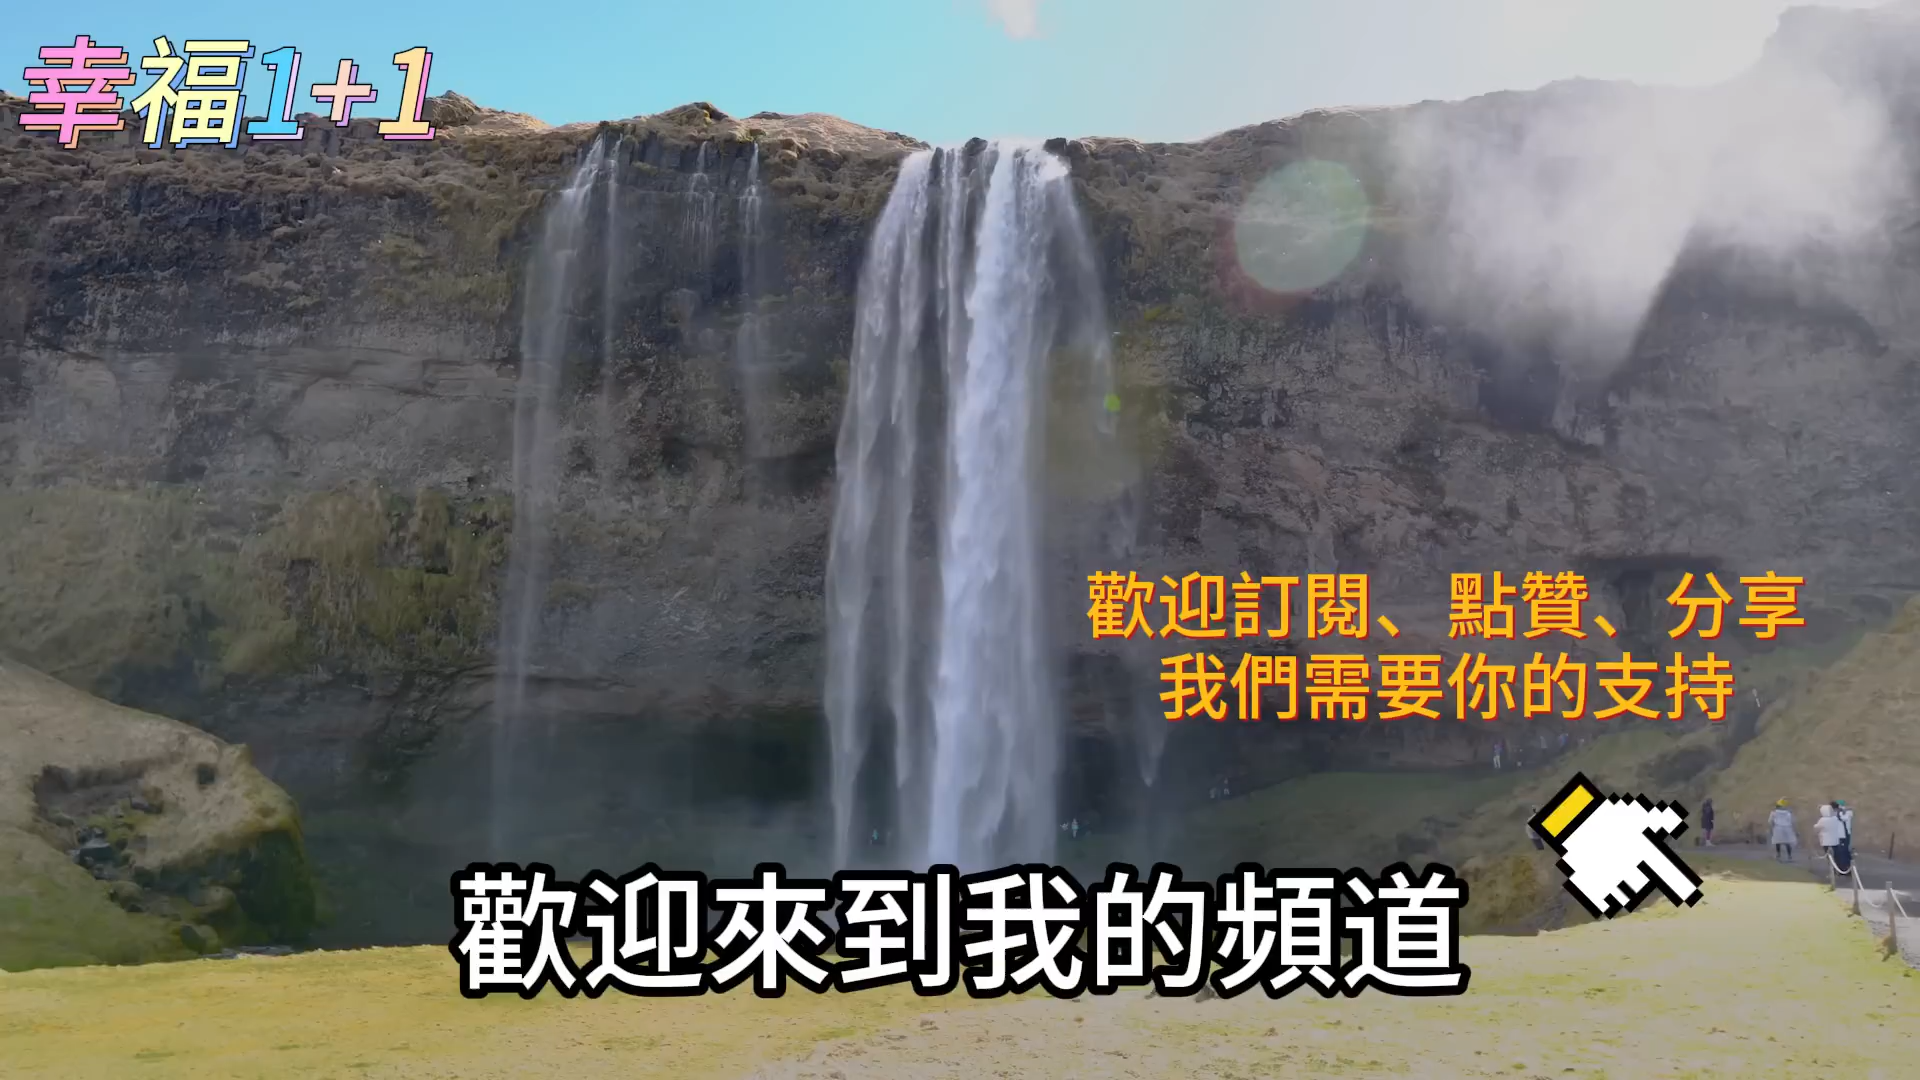 幸福1+1
歡迎訂閱、點贊、分享
我們需要你的支持
歡迎來到我的頻道